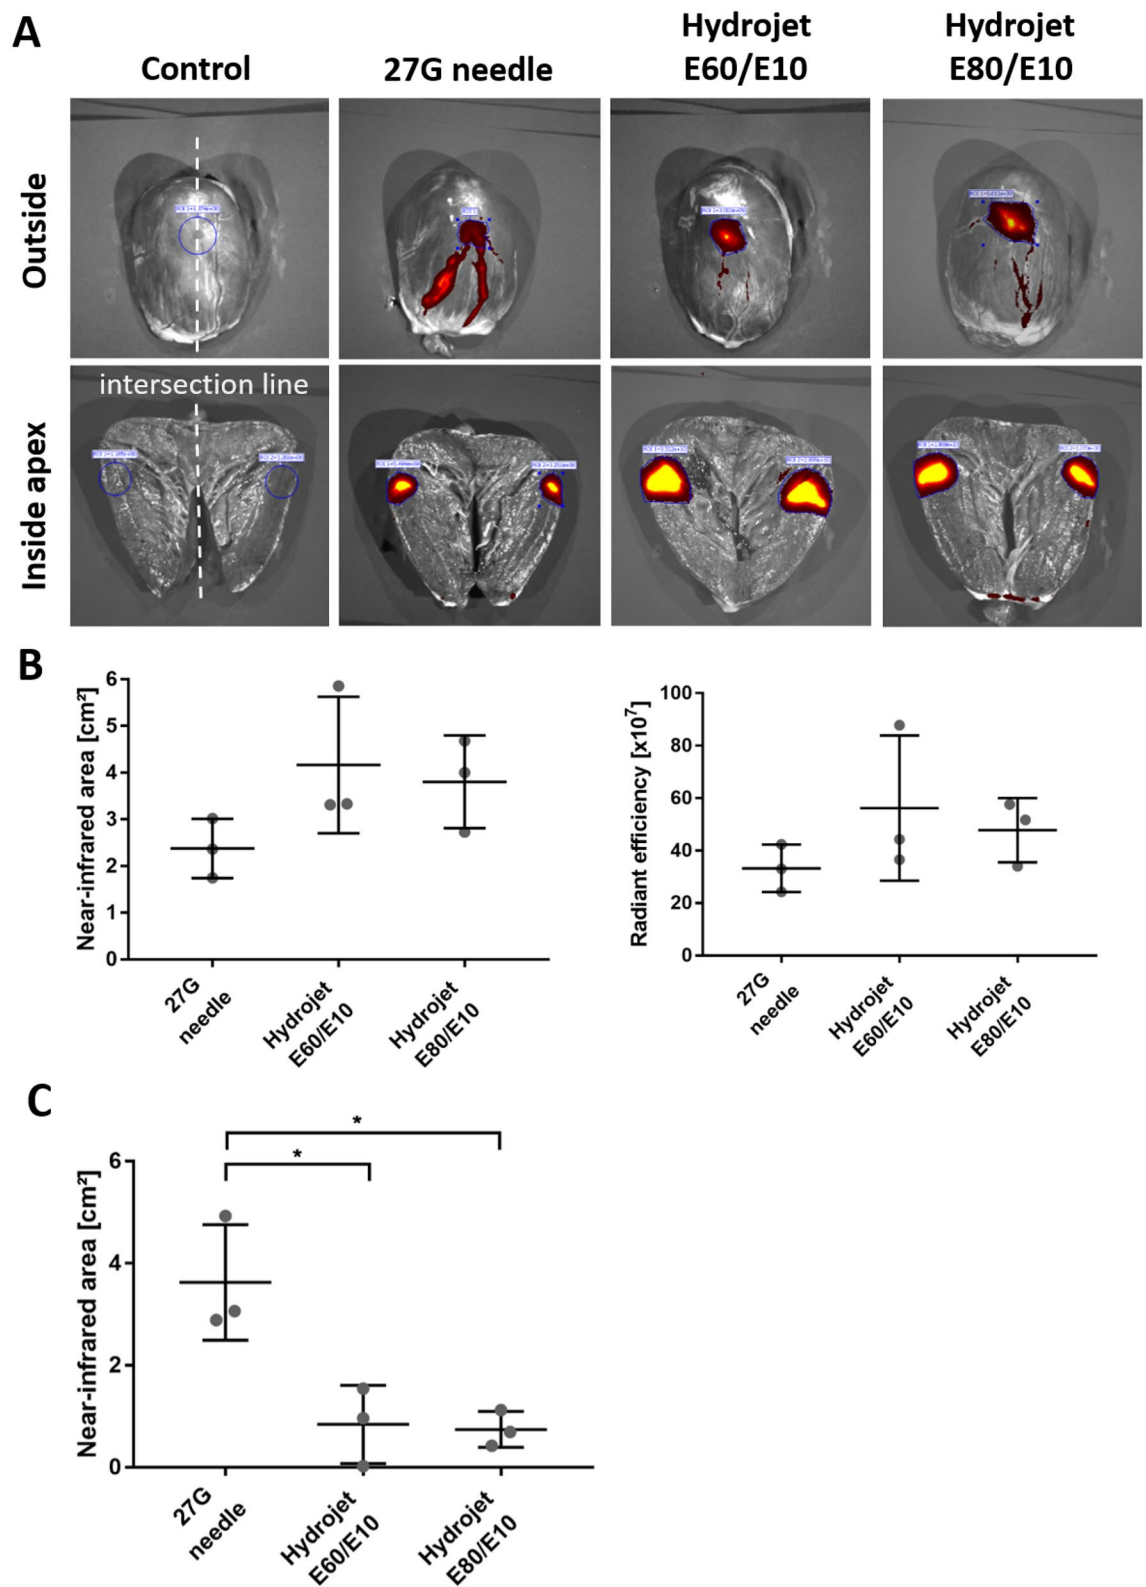 A
Control
27G needle
Hydrojet
E60/E10
Hydrojet
E80/E10
Outside
Inside apex
intersection line
B
Near-infrared area [cm²]
6
5
4
3
2
1
0
27G
needle
Hydrojet
E60/E10
Hydrojet
E80/E10
Radiant efficiency [x10⁷]
100
80
60
40
20
0
27G
needle
Hydrojet
E60/E10
Hydrojet
E80/E10
C
*
*
Near-infrared area [cm²]
6
4
2
0
27G
needle
Hydrojet
E60/E10
Hydrojet
E80/E10